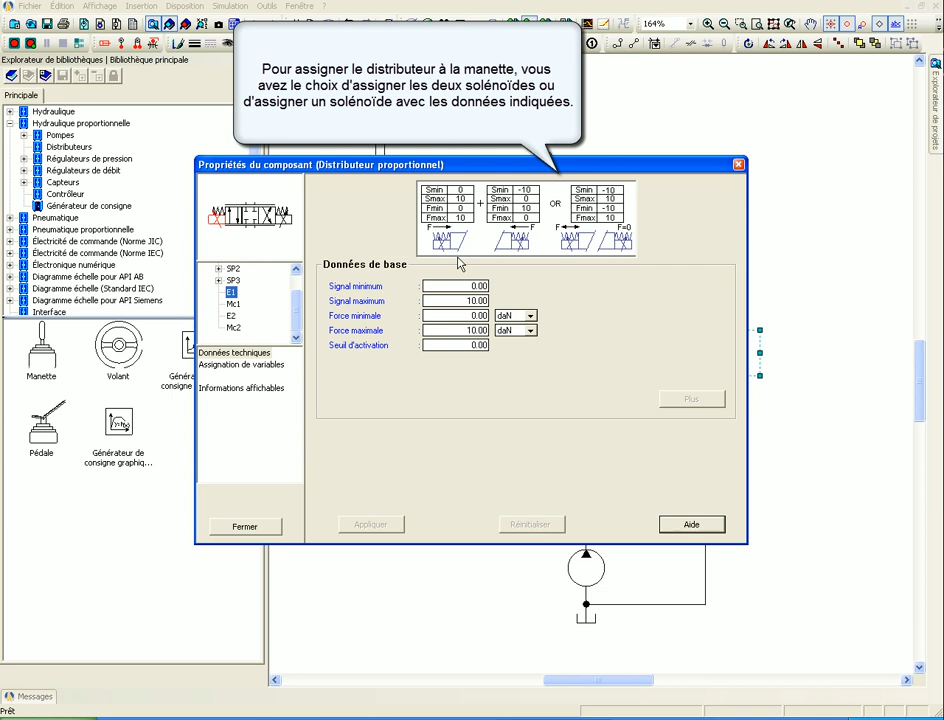 Fichier Édition Affichage Insertion Disposition Simulation Outils Fenêtre ?
164%
Explorateur de bibliothèques | Bibliothèque principale
Principale
Hydraulique
Hydraulique proportionnelle
Pompes
Distributeurs
Régulateurs de pression
Régulateurs de débit
Capteurs
Contrôleur
Générateur de consigne
Pneumatique
Pneumatique proportionnelle
Électricité de commande (Norme JIC)
Électricité de commande (Norme IEC)
Électronique numérique
Diagramme échelle pour API AB
Diagramme échelle (Standard IEC)
Diagramme échelle pour API Siemens
Interface
Manette
Volant
Généra
consigne
Pédale
Générateur de
consigne graphiq...
Pour assigner le distributeur à la manette, vous
avez le choix d'assigner les deux solénoïdes ou
d'assigner un solénoïde avec les données indiquées.
Propriétés du composant (Distributeur proportionnel)
Smin 0
Smax 10
Fmin 0
Fmax 10
F
+
Smin -10
Smax 0
Fmin 10
Fmax 0
F
OR
Smin -10
Smax 10
Fmin -10
Fmax 10
F F=0
SP2
SP3
E1
Mc1
E2
Mc2
Données techniques
Assignation de variables
Informations affichables
Données de base
Signal minimum : 0.00
Signal maximum : 10.00
Force minimale : 0.00 daN
Force maximale : 10.00 daN
Seuil d'activation : 0.00
Plus
Fermer
Appliquer
Réinitialiser
Aide
Explorateur de projets
Messages
Prêt